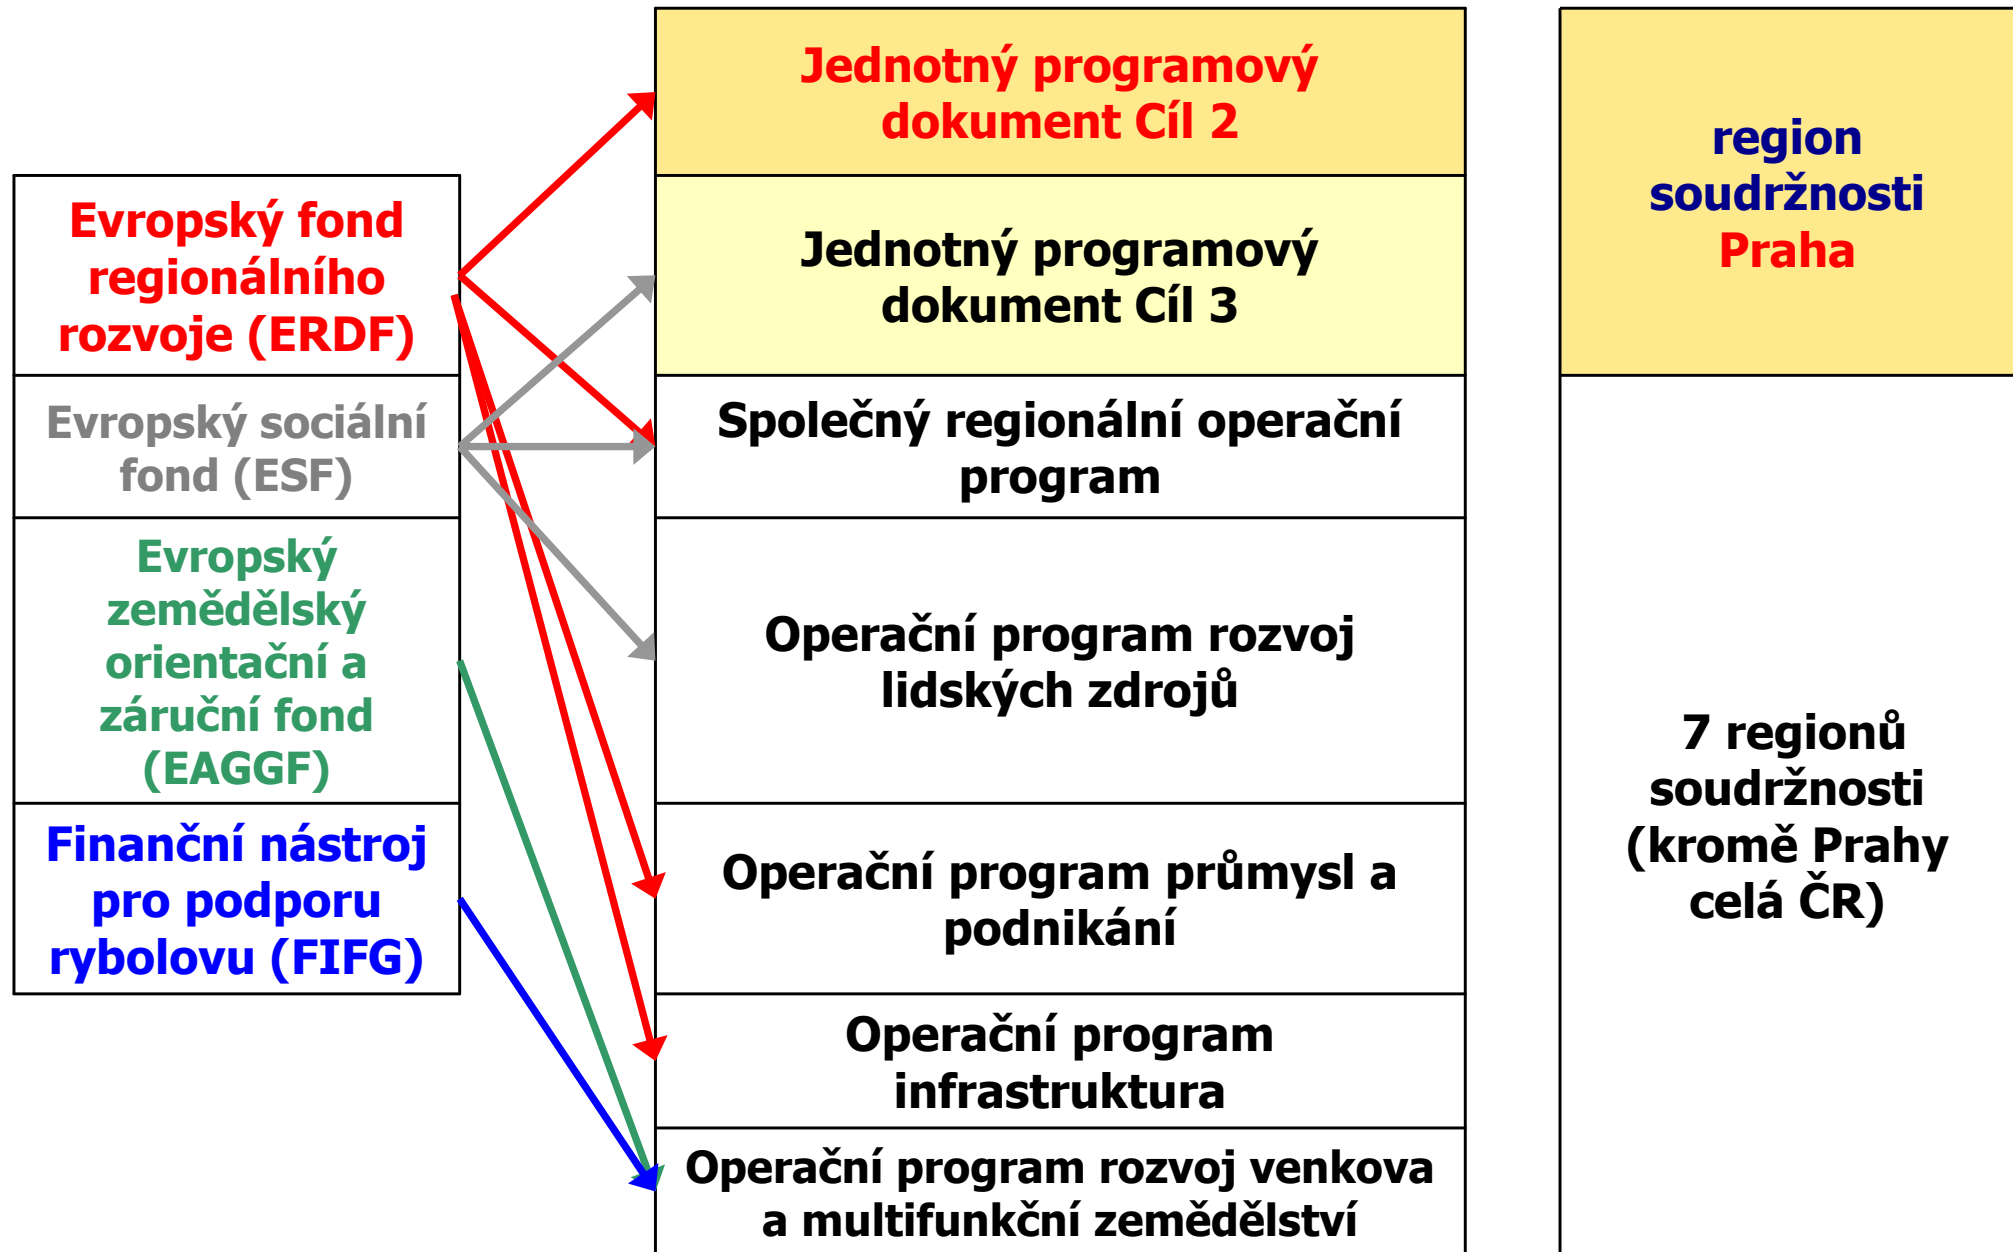 Evropský fond
regionálního
rozvoje (ERDF)
Evropský sociální
fond (ESF)
Evropský
zemědělský
orientační a
záruční fond
(EAGGF)
Finanční nástroj
pro podporu
rybolovu (FIFG)
Jednotný programový
dokument Cíl 2
Jednotný programový
dokument Cíl 3
Společný regionální operační
program
Operační program rozvoj
lidských zdrojů
Operační program průmysl a
podnikání
Operační program
infrastruktura
Operační program rozvoj venkova
a multifunkční zemědělství
region
soudržnosti
Praha
7 regionů
soudržnosti
(kromě Prahy
celá ČR)